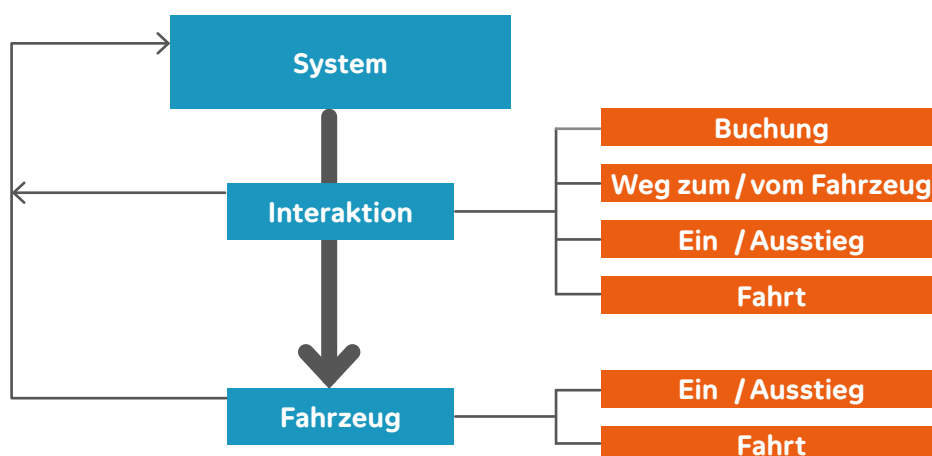 System
Buchung
Weg zum / vom Fahrzeug
Interaktion
Ein / Ausstieg
Fahrt
Ein / Ausstieg
Fahrzeug
Fahrt